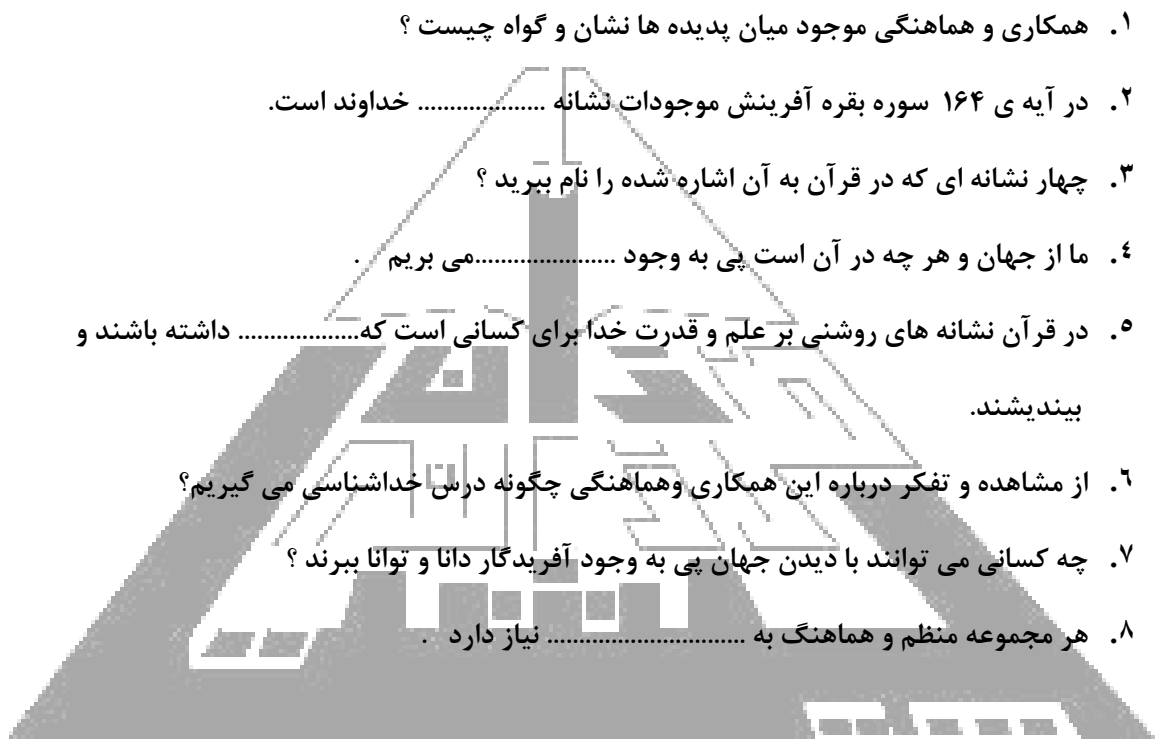 ۱. همکاری و هماهنگی موجود میان پدیده ها نشان و گواه چیست ؟
۲. در آیه ی ۱۶۴ سوره بقره آفرینش موجودات نشانه .................... خداوند است.
۳. چهار نشانه ای که در قرآن به آن اشاره شده را نام ببرید ؟
٤. ما از جهان و هر چه در آن است پی به وجود ......................می بریم .
٥. در قرآن نشانه های روشنی بر علم و قدرت خدا برای کسانی است که................... داشته باشند و
بیندیشند.
٦. از مشاهده و تفکر درباره این همکاری وهماهنگی چگونه درس خداشناسی می گیریم؟
۷. چه کسانی می توانند با دیدن جهان پی به وجود آفریدگار دانا و توانا ببرند ؟
۸. هر مجموعه منظم و هماهنگ به ............................... نیاز دارد .